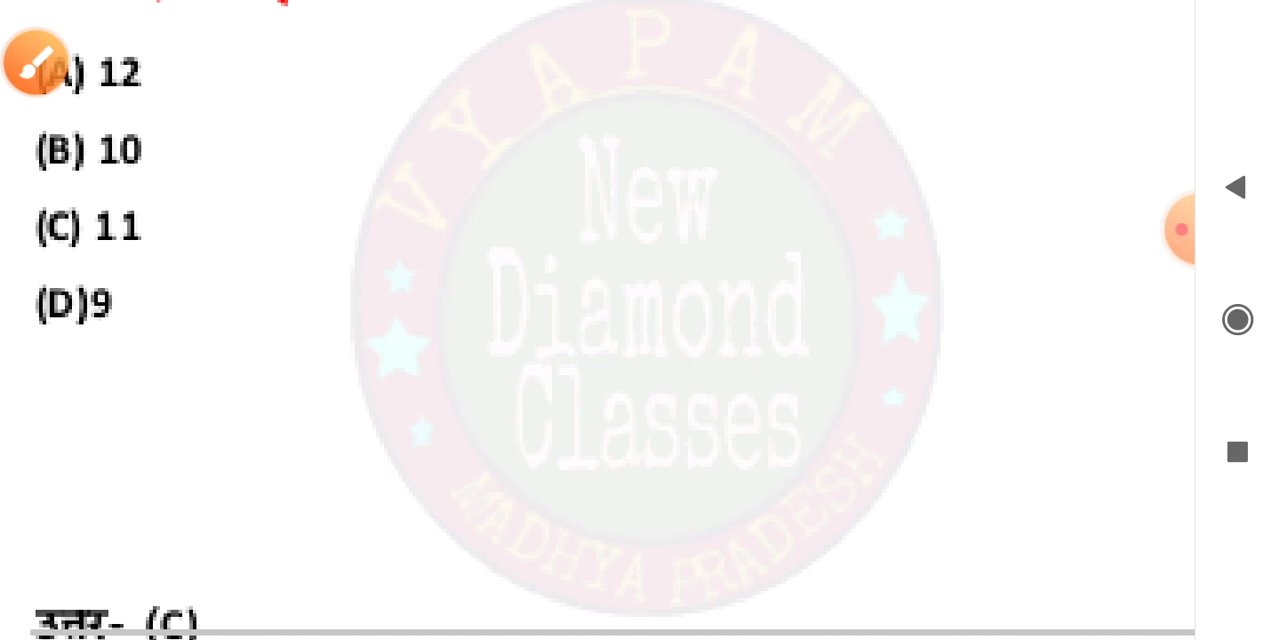 (A) 12
(B) 10
(C) 11
(D)9
VYAPAM
New
Diamond
Classes
MADHYA PRADESH
उत्तर- (C)